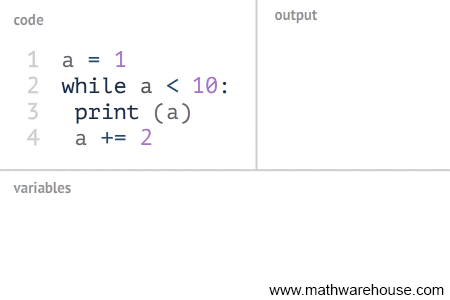 code
1 a = 1
2 while a < 10:
3  print (a)
4  a += 2
output
variables
www.mathwarehouse.com